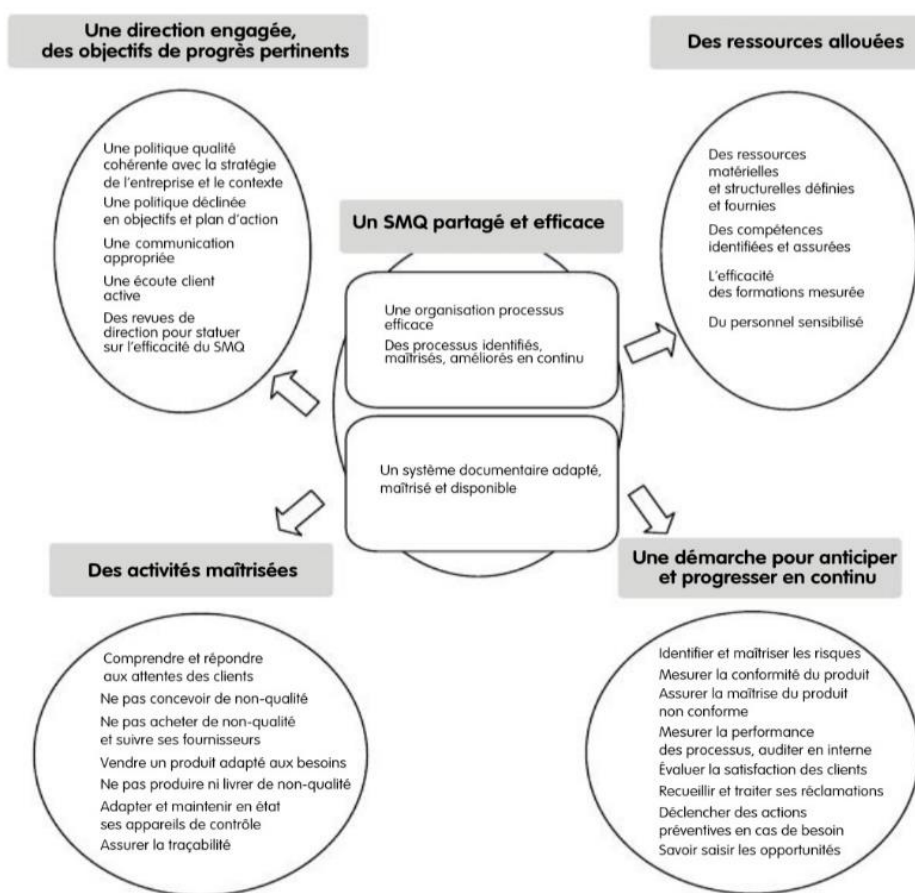 Une direction engagée,
des objectifs de progrès pertinents
Des ressources allouées
Une politique qualité
cohérente avec la stratégie
de l'entreprise et le contexte
Une politique déclinée
en objectifs et plan d'action
Une communication
appropriée
Une écoute client
active
Des revues de
direction pour statuer
sur l'efficacité du SMQ
Un SMQ partagé et efficace
Une organisation processus
efficace
Des processus identifiés,
maîtrisés, améliorés en continu
Un système documentaire adapté,
maîtrisé et disponible
Des ressources
matérielles
et structurelles définies
et fournies
Des compétences
identifiées et assurées
L'efficacité
des formations mesurée
Du personnel sensibilisé
Des activités maîtrisées
Comprendre et répondre
aux attentes des clients
Ne pas concevoir de non-qualité
Ne pas acheter de non-qualité
et suivre ses fournisseurs
Vendre un produit adapté aux besoins
Ne pas produire ni livrer de non-qualité
Adapter et maintenir en état
ses appareils de contrôle
Assurer la traçabilité
Une démarche pour anticiper
et progresser en continu
Identifier et maîtriser les risques
Mesurer la conformité du produit
Assurer la maîtrise du produit
non conforme
Mesurer la performance
des processus, auditer en interne
Évaluer la satisfaction des clients
Recueillir et traiter ses réclamations
Déclencher des actions
préventives en cas de besoin
Savoir saisir les opportunités